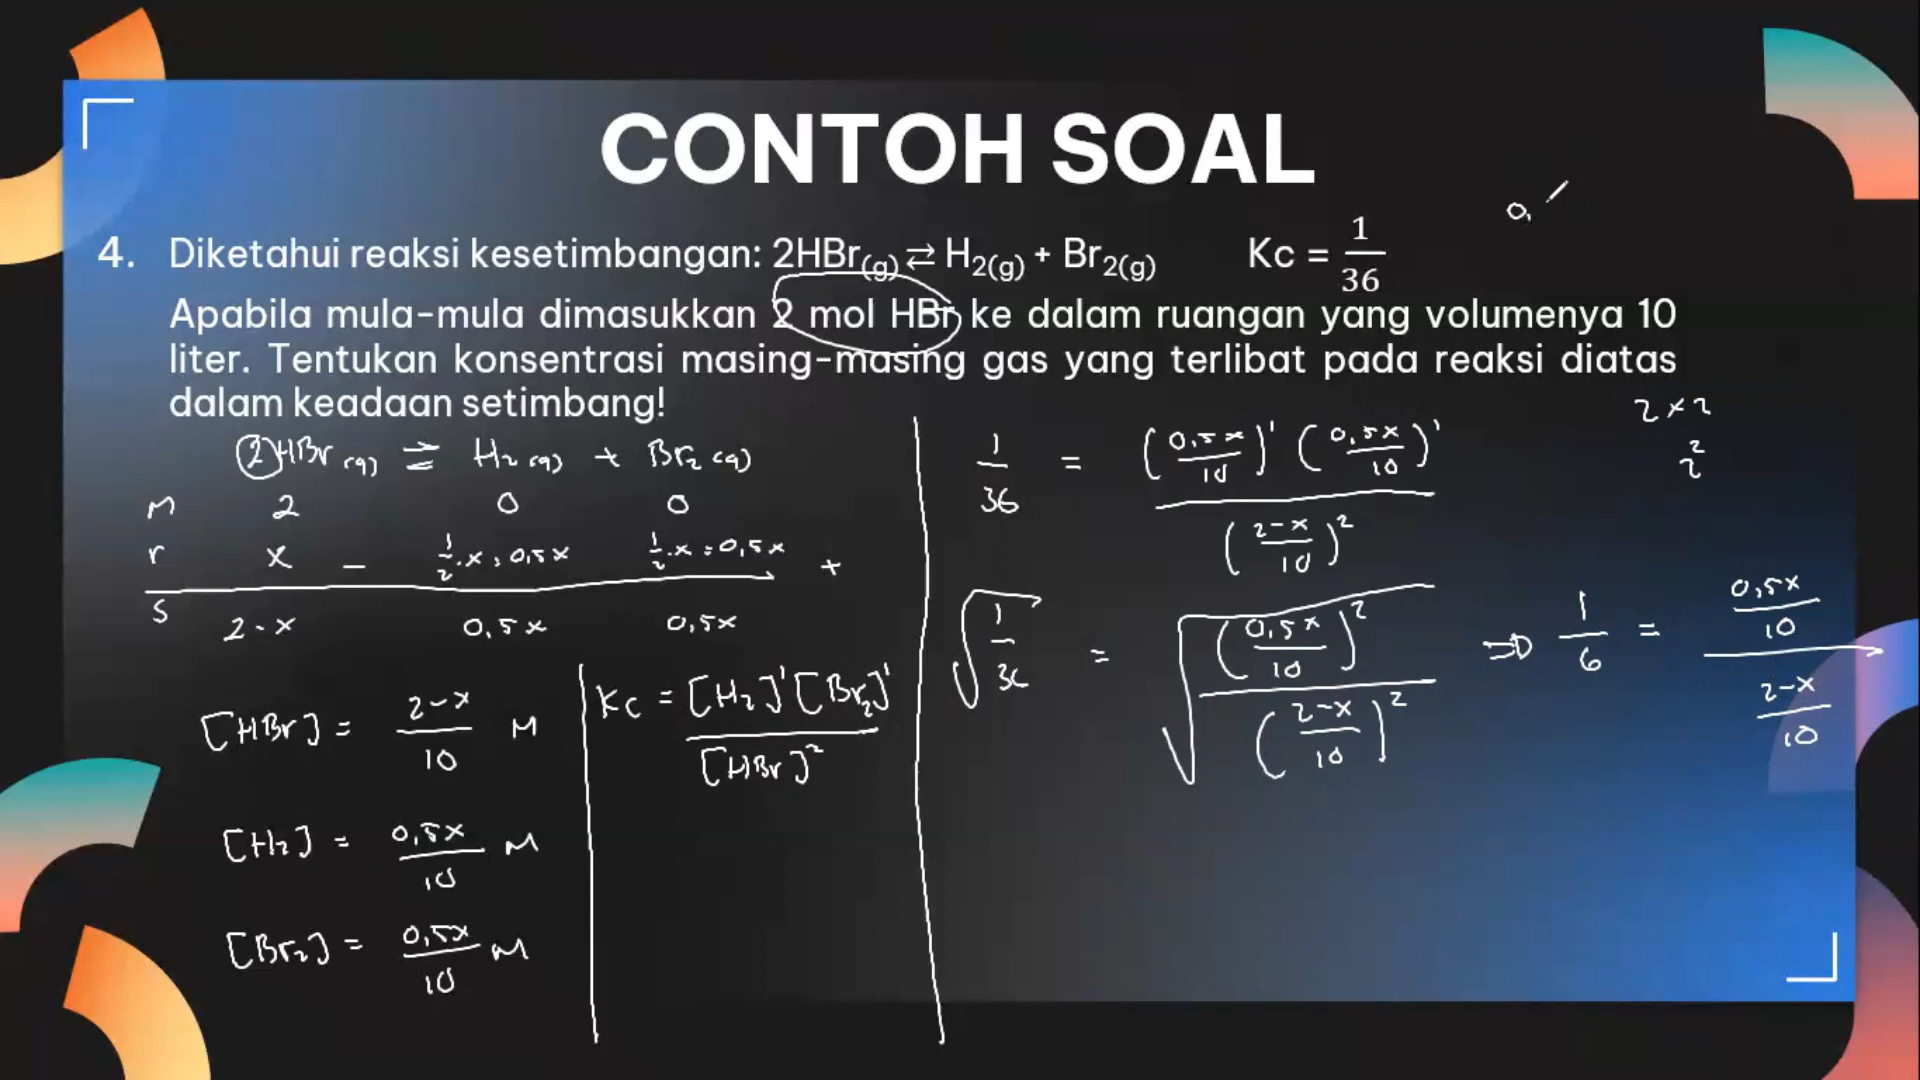 CONTOH SOAL
0,
4. Diketahui reaksi kesetimbangan: 2HBr(g) ⇄ H2(g) + Br2(g) Kc = 1/36
Apabila mula-mula dimasukkan 2 mol HBr ke dalam ruangan yang volumenya 10
liter. Tentukan konsentrasi masing-masing gas yang terlibat pada reaksi diatas
dalam keadaan setimbang!
2HBr (g) ⇌ H2 (g) + Br2 (g)
m 2 0 0
r x − 1/2 . x = 0,5x 1/2 . x = 0,5x +
s 2-x 0,5x 0,5x
[HBr] = 2-x/10 M
[H2] = 0,5x/10 M
[Br2] = 0,5x/10 M
Kc = [H2]¹ [Br2]¹ / [HBr]²
1/36 = (0,5x/10)¹ (0,5x/10)¹ / (2-x/10)²
2 x 2
2²
√1/36 = √(0,5x/10)² / (2-x/10)² ⇒ 1/6 = 0,5x/10 / 2-x/10